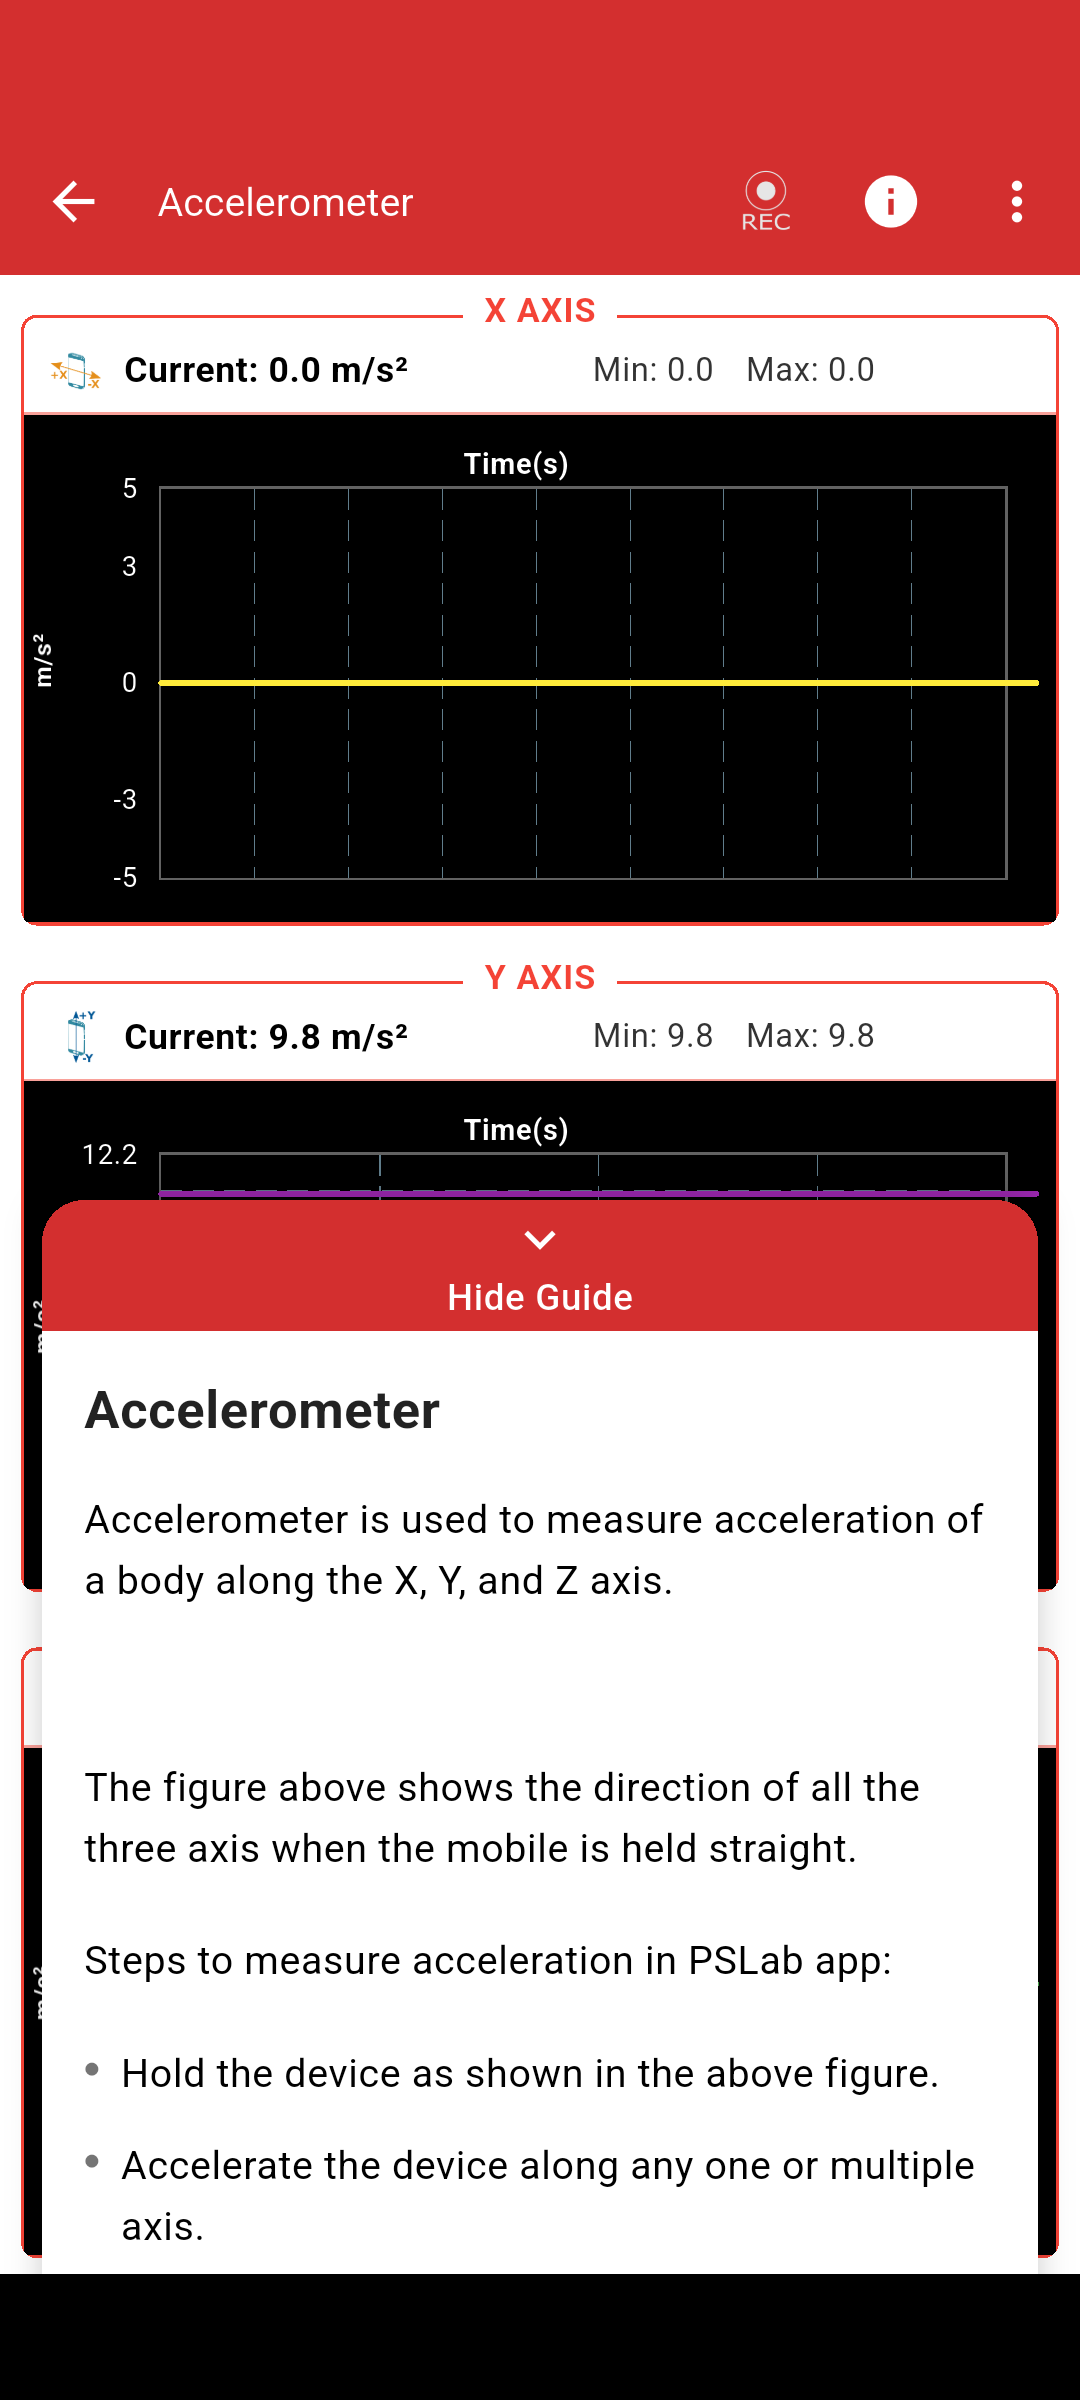 Accelerometer
REC
X AXIS
+X
-X
Current: 0.0 m/s²
Min: 0.0 Max: 0.0
Time(s)
5
3
m/s²
0
-3
-5
Y AXIS
+Y
-Y
Current: 9.8 m/s²
Min: 9.8 Max: 9.8
Time(s)
12.2
Hide Guide
Accelerometer
Accelerometer is used to measure acceleration of
a body along the X, Y, and Z axis.
The figure above shows the direction of all the
three axis when the mobile is held straight.
Steps to measure acceleration in PSLab app:
• Hold the device as shown in the above figure.
• Accelerate the device along any one or multiple
axis.